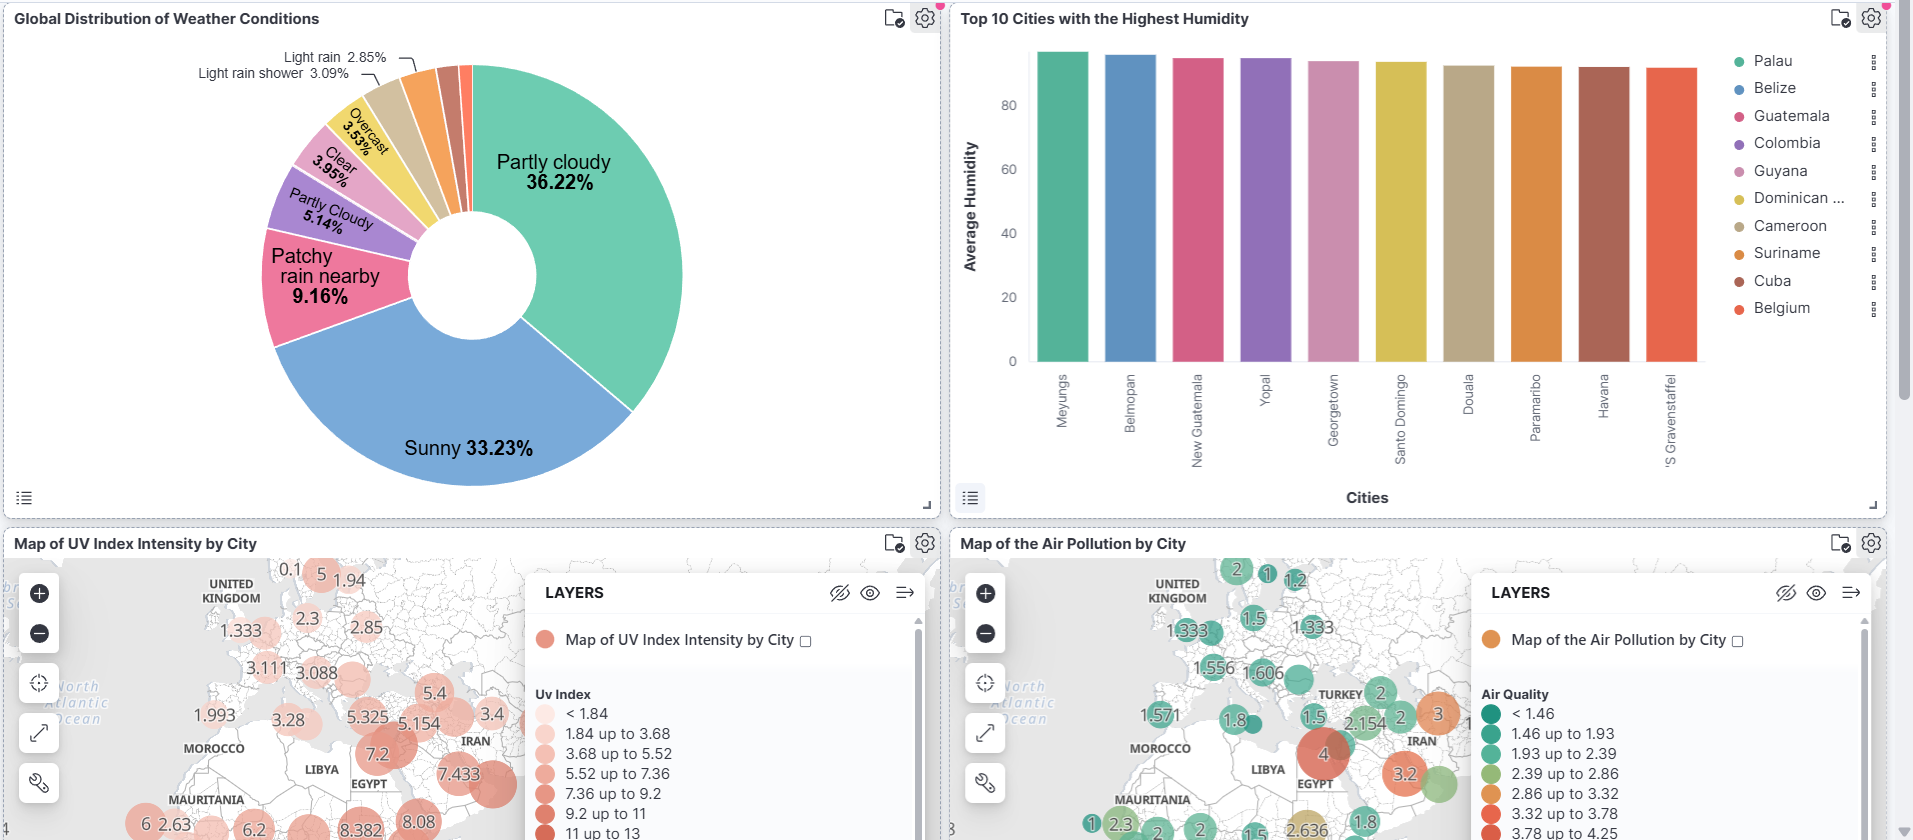 Global Distribution of Weather Conditions
Light rain 2.85%
Light rain shower 3.09%
Overcast
3.53%
Clear
3.95%
Partly Cloudy
5.14%
Patchy
rain nearby
9.16%
Partly cloudy
36.22%
Sunny 33.23%
Top 10 Cities with the Highest Humidity
Average Humidity
80
60
40
20
0
Meyungs
Belmopan
New Guatemala
Yopal
Georgetown
Santo Domingo
Douala
Paramaribo
Havana
'S Gravenstaffel
Cities
Palau
Belize
Guatemala
Colombia
Guyana
Dominican ...
Cameroon
Suriname
Cuba
Belgium
Map of UV Index Intensity by City
UNITED
KINGDOM
0.1
5
1.94
2.3
1.333
2.85
3.111
3.088
North
Atlantic
Ocean
5.4
1.993
3.28
5.325
5.154
3.4
IRAN
MOROCCO
7.2
LIBYA
EGYPT
7.433
MAURITANIA
6
2.63
6.2
8.382
8.08
4
LAYERS
Map of UV Index Intensity by City
Uv Index
< 1.84
1.84 up to 3.68
3.68 up to 5.52
5.52 up to 7.36
7.36 up to 9.2
9.2 up to 11
11 up to 13
Map of the Air Pollution by City
UNITED
KINGDOM
2
1
1.2
1.5
1.333
1.333
1.556
1.606
North
Atlantic
Ocean
TURKEY
2
1.571
1.8
1.5
2.154
2
3
IRAN
MOROCCO
4
LIBYA
EGYPT
3.2
MAURITANIA
1
2.3
2
2
1.5
2.636
1.8
3
LAYERS
Map of the Air Pollution by City
Air Quality
< 1.46
1.46 up to 1.93
1.93 up to 2.39
2.39 up to 2.86
2.86 up to 3.32
3.32 up to 3.78
3.78 up to 4.25